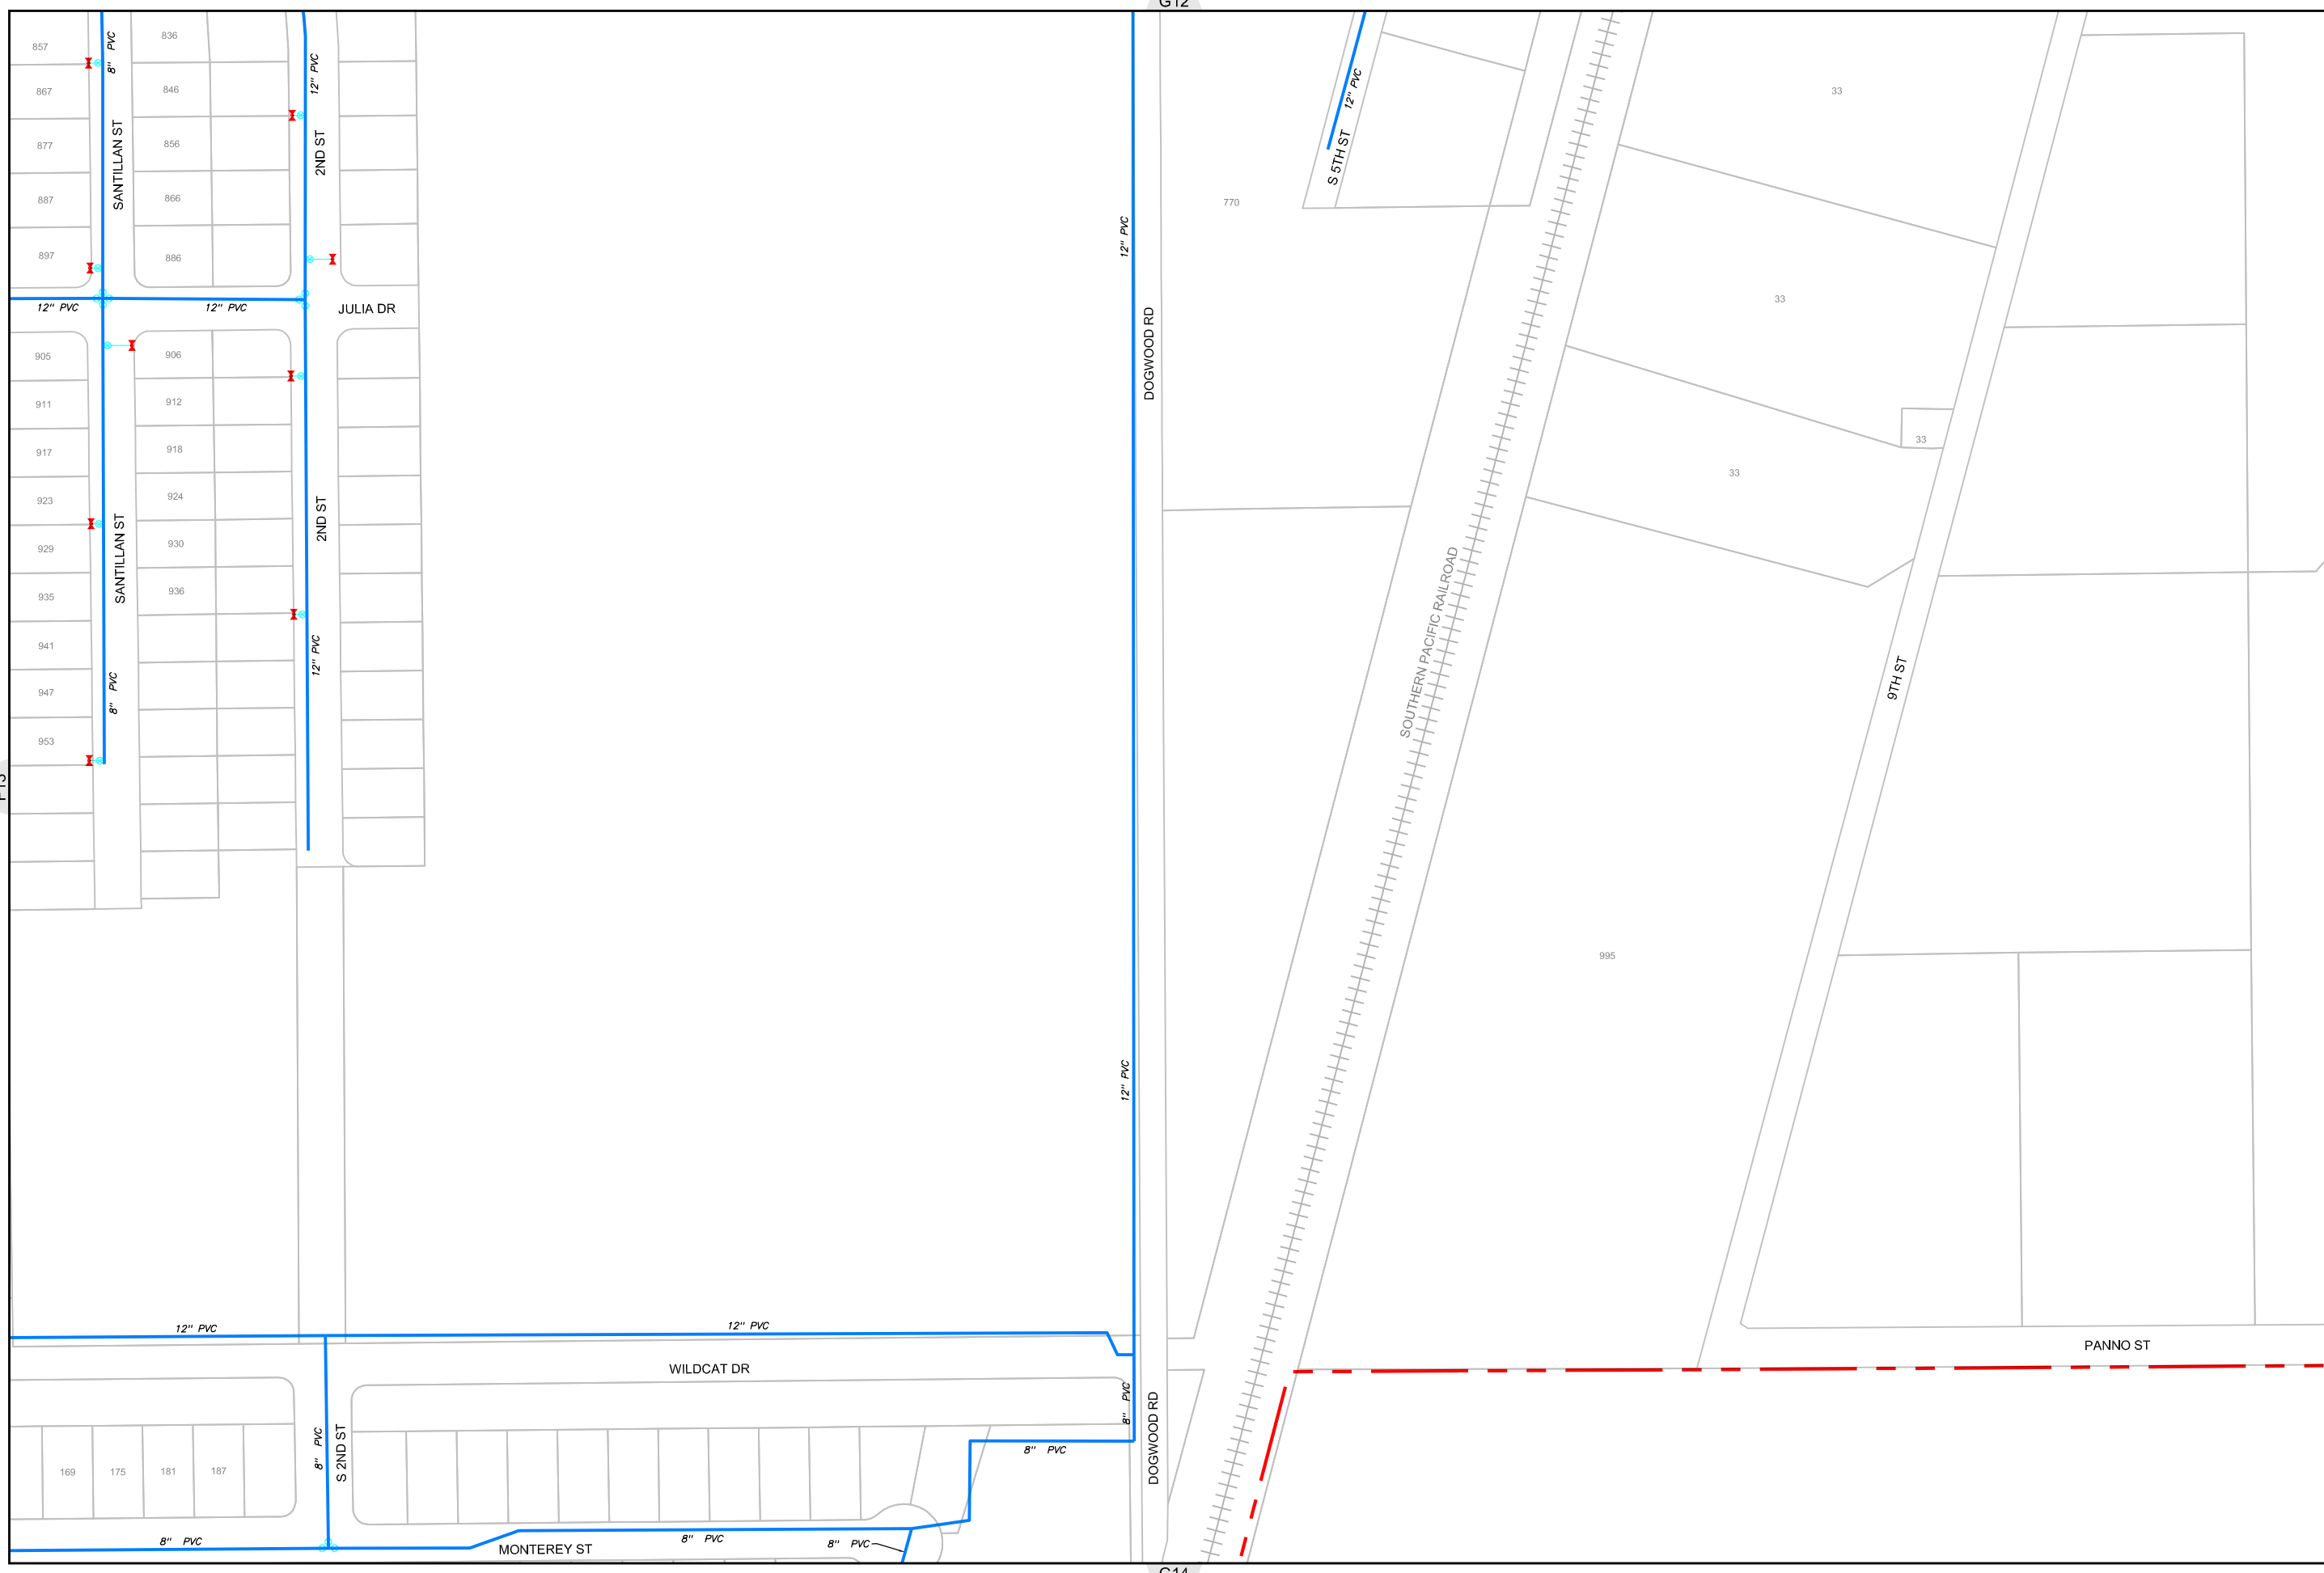 G12
857
8" PVC
836
12" PVC
12" PVC
33
867
846
877
SANTILLAN ST
2ND ST
856
S 5TH ST
887
866
770
897
886
12" PVC
33
12" PVC
12" PVC
JULIA DR
DOGWOOD RD
905
906
911
912
33
917
918
33
923
924
SANTILLAN ST
2ND ST
929
930
935
936
SOUTHERN PACIFIC RAILROAD
941
12" PVC
947
8" PVC
9TH ST
953
F13
995
12" PVC
12" PVC
12" PVC
PANNO ST
WILDCAT DR
8" PVC
DOGWOOD RD
8" PVC
S 2ND ST
8" PVC
169
175
181
187
8" PVC
8" PVC
8" PVC
MONTEREY ST
G14